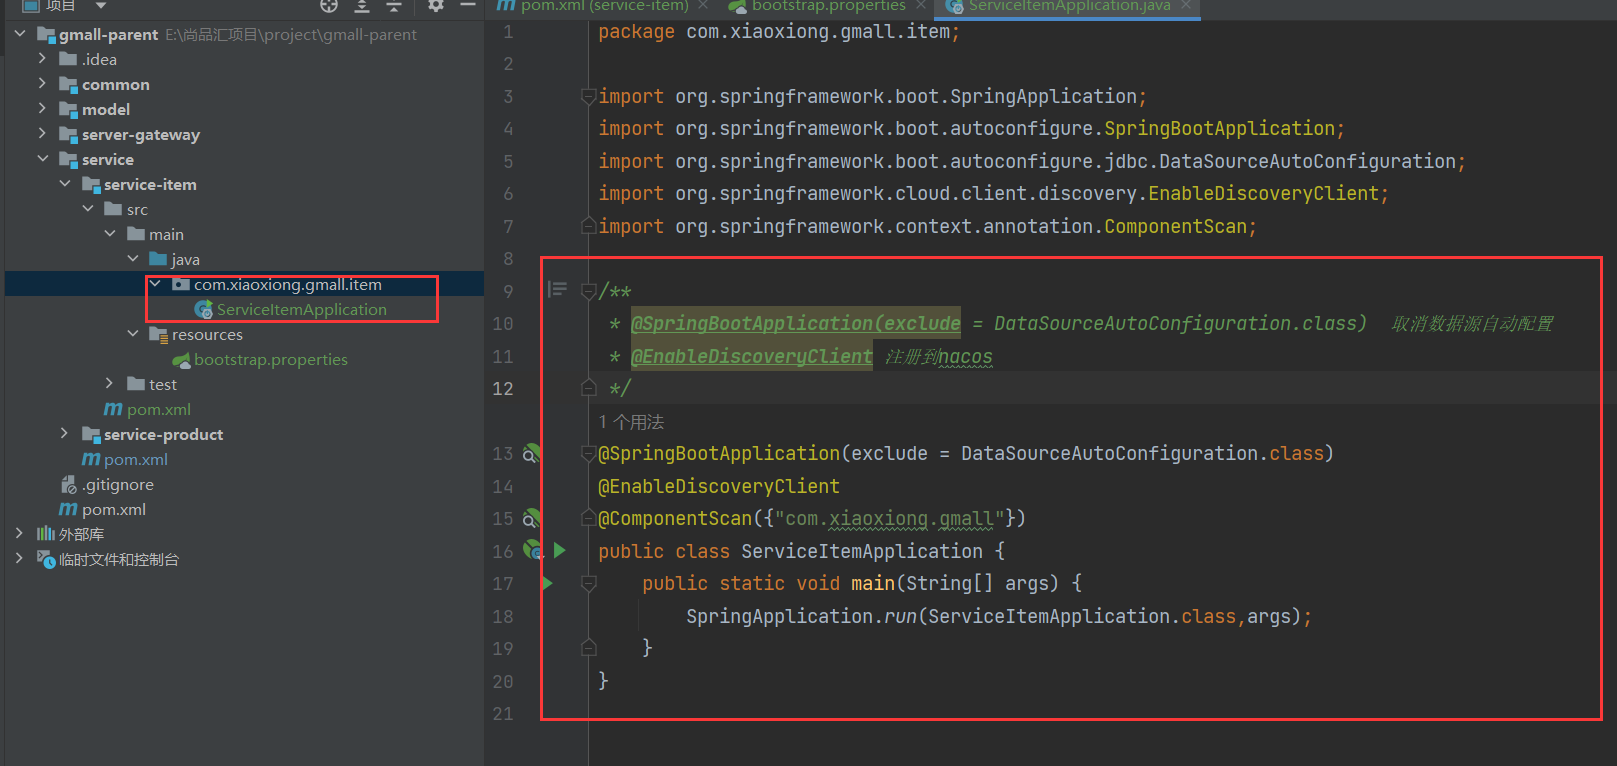 项目
gmall-parent E:\尚品汇项目\project\gmall-parent
.idea
common
model
server-gateway
service
service-item
src
main
java
com.xiaoxiong.gmall.item
ServiceItemApplication
resources
bootstrap.properties
test
pom.xml
service-product
pom.xml
.gitignore
pom.xml
外部库
临时文件和控制台
pom.xml (service-item)
bootstrap.properties
ServiceItemApplication.java
1 package com.xiaoxiong.gmall.item;
2
3 import org.springframework.boot.SpringApplication;
4 import org.springframework.boot.autoconfigure.SpringBootApplication;
5 import org.springframework.boot.autoconfigure.jdbc.DataSourceAutoConfiguration;
6 import org.springframework.cloud.client.discovery.EnableDiscoveryClient;
7 import org.springframework.context.annotation.ComponentScan;
8
9 /**
10 * @SpringBootApplication(exclude = DataSourceAutoConfiguration.class) 取消数据源自动配置
11 * @EnableDiscoveryClient 注册到nacos
12 */
1 个用法
13 @SpringBootApplication(exclude = DataSourceAutoConfiguration.class)
14 @EnableDiscoveryClient
15 @ComponentScan({"com.xiaoxiong.gmall"})
16 public class ServiceItemApplication {
17 public static void main(String[] args) {
18 SpringApplication.run(ServiceItemApplication.class,args);
19 }
20 }
21